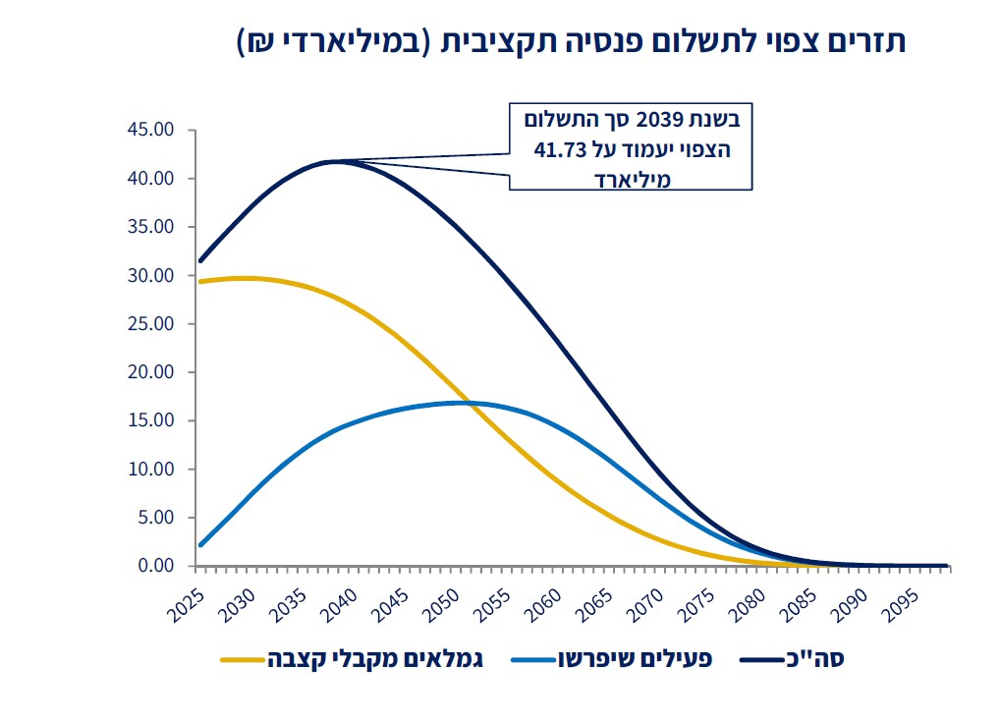 תזרים צפוי לתשלום פנסיה תקציבית (במיליארדי ₪)
בשנת 2039 סך התשלום
הצפוי יעמוד על 41.73
מיליארד
45.00
40.00
35.00
30.00
25.00
20.00
15.00
10.00
5.00
0.00
2025 2030 2035 2040 2045 2050 2055 2060 2065 2070 2075 2080 2085 2090 2095
סה"כ פעילים שיפרשו גמלאים מקבלי קצבה